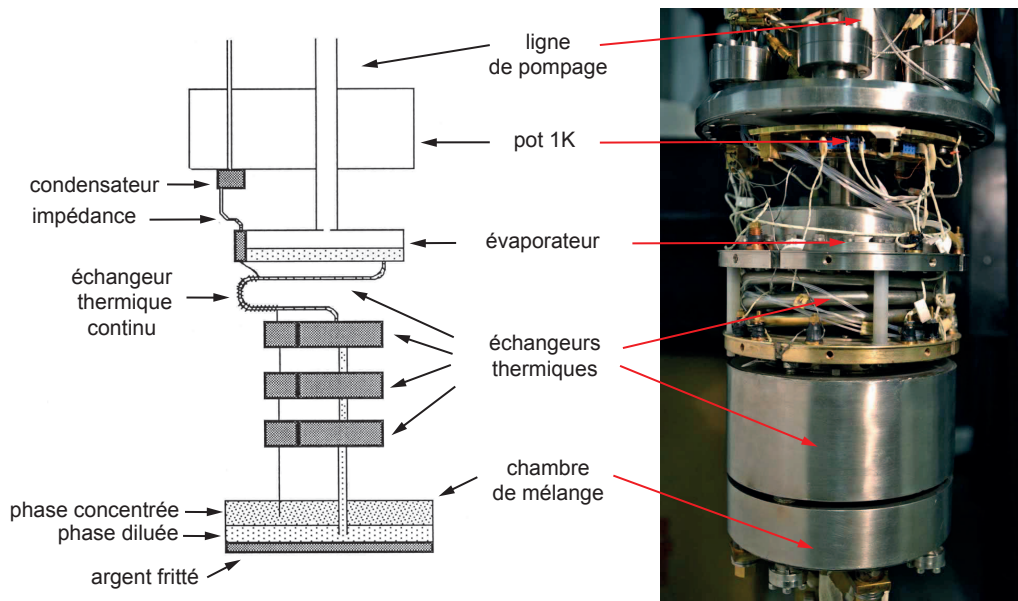 ligne
de pompage
pot 1K
condensateur
impédance
évaporateur
échangeur
thermique
continu
échangeurs
thermiques
chambre
de mélange
phase concentrée
phase diluée
argent fritté